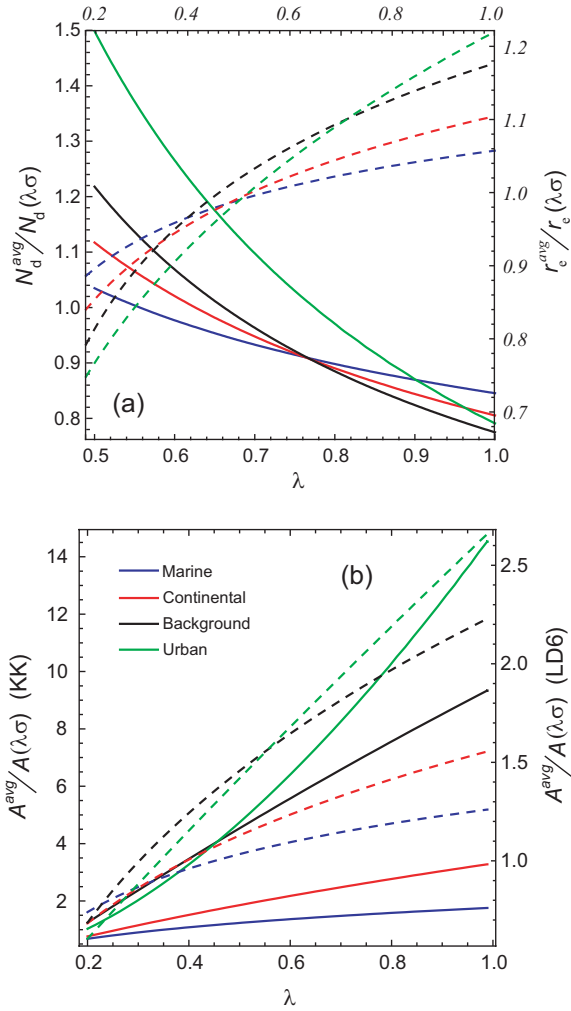 0.2 0.4 0.6 0.8 1.0
1.5
1.4
1.3
1.2
1.1
1.0
0.9
0.8
N_d^avg/N_d(λσ)
1.2
1.1
1.0
0.9
0.8
0.7
r_e^avg/r_e(λσ)
(a)
0.5 0.6 0.7 0.8 0.9 1.0
λ
14
12
10
8
6
4
2
A^avg/A(λσ) (KK)
Marine
Continental
Background
Urban
(b)
2.5
2.0
1.5
1.0
A^avg/A(λσ) (LD6)
0.2 0.4 0.6 0.8 1.0
λ